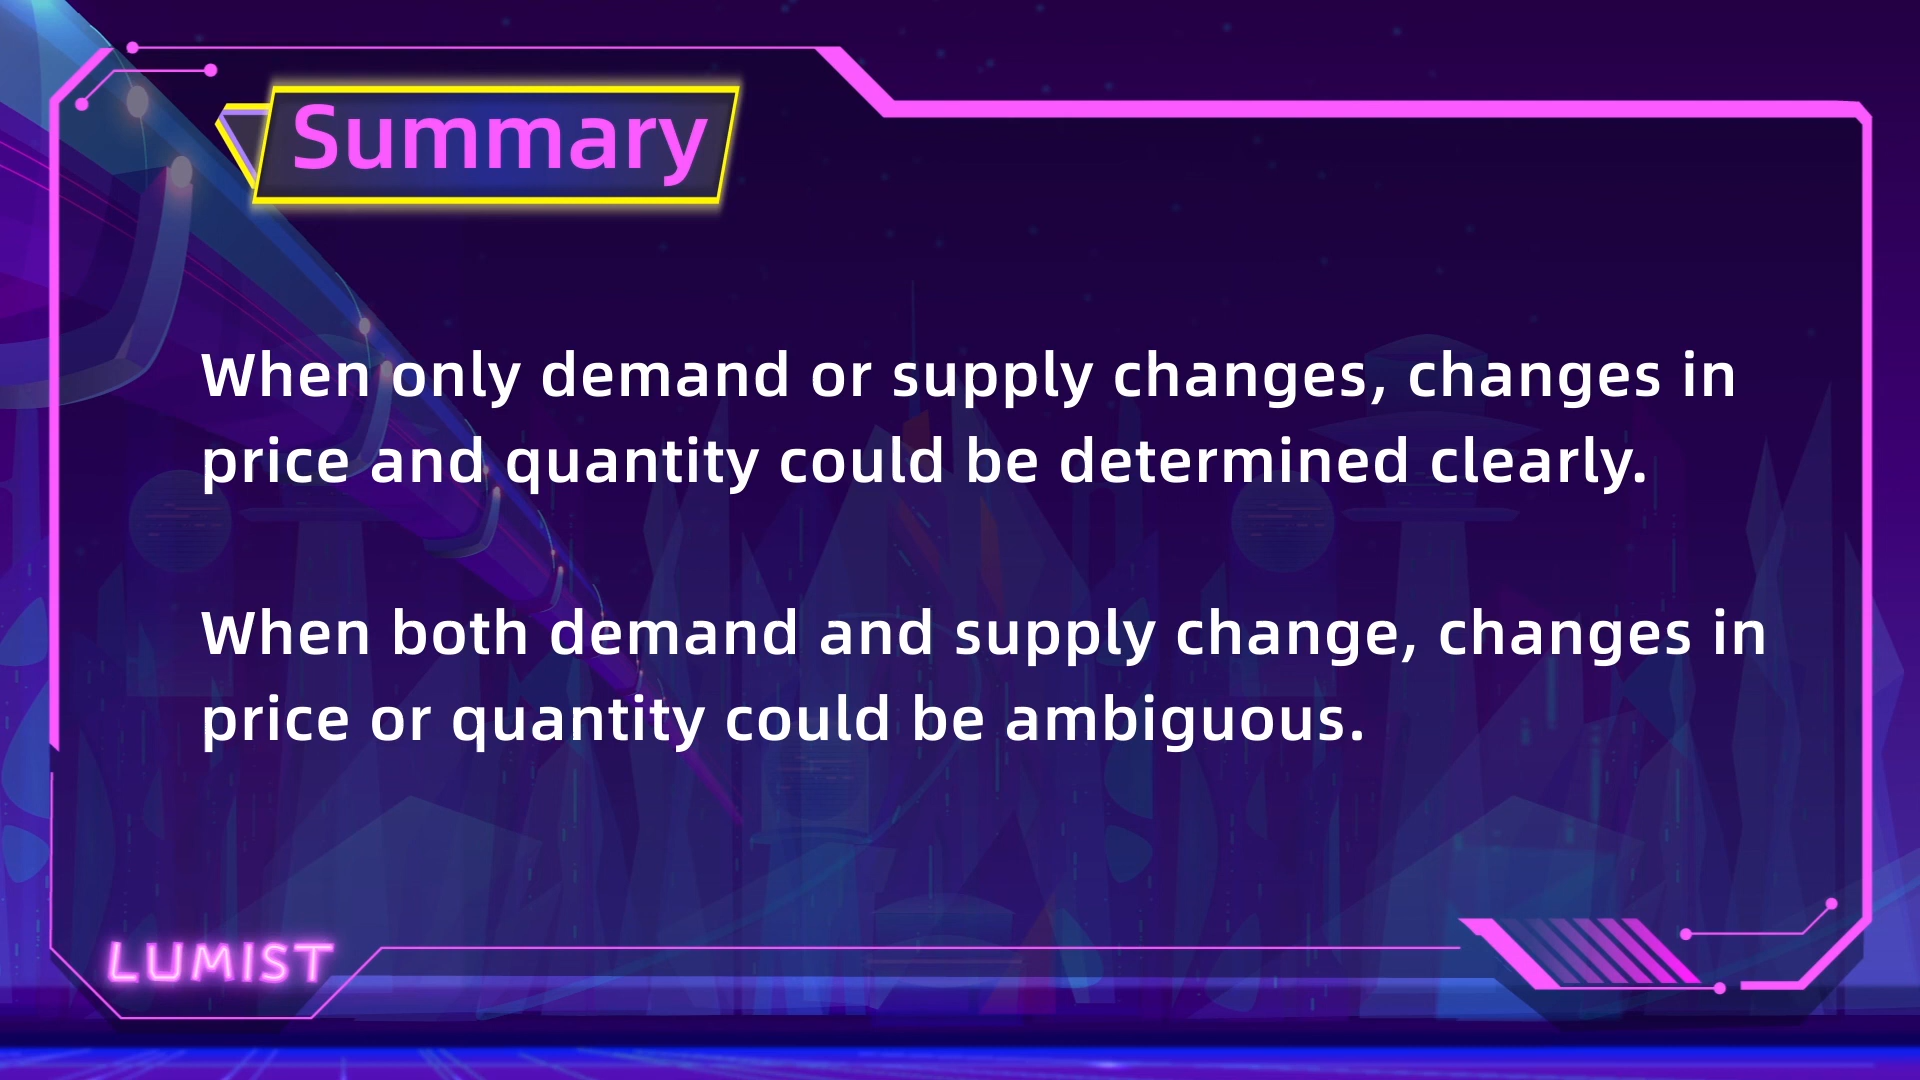 Summary
When only demand or supply changes, changes in
price and quantity could be determined clearly.
When both demand and supply change, changes in
price or quantity could be ambiguous.
LUMIST